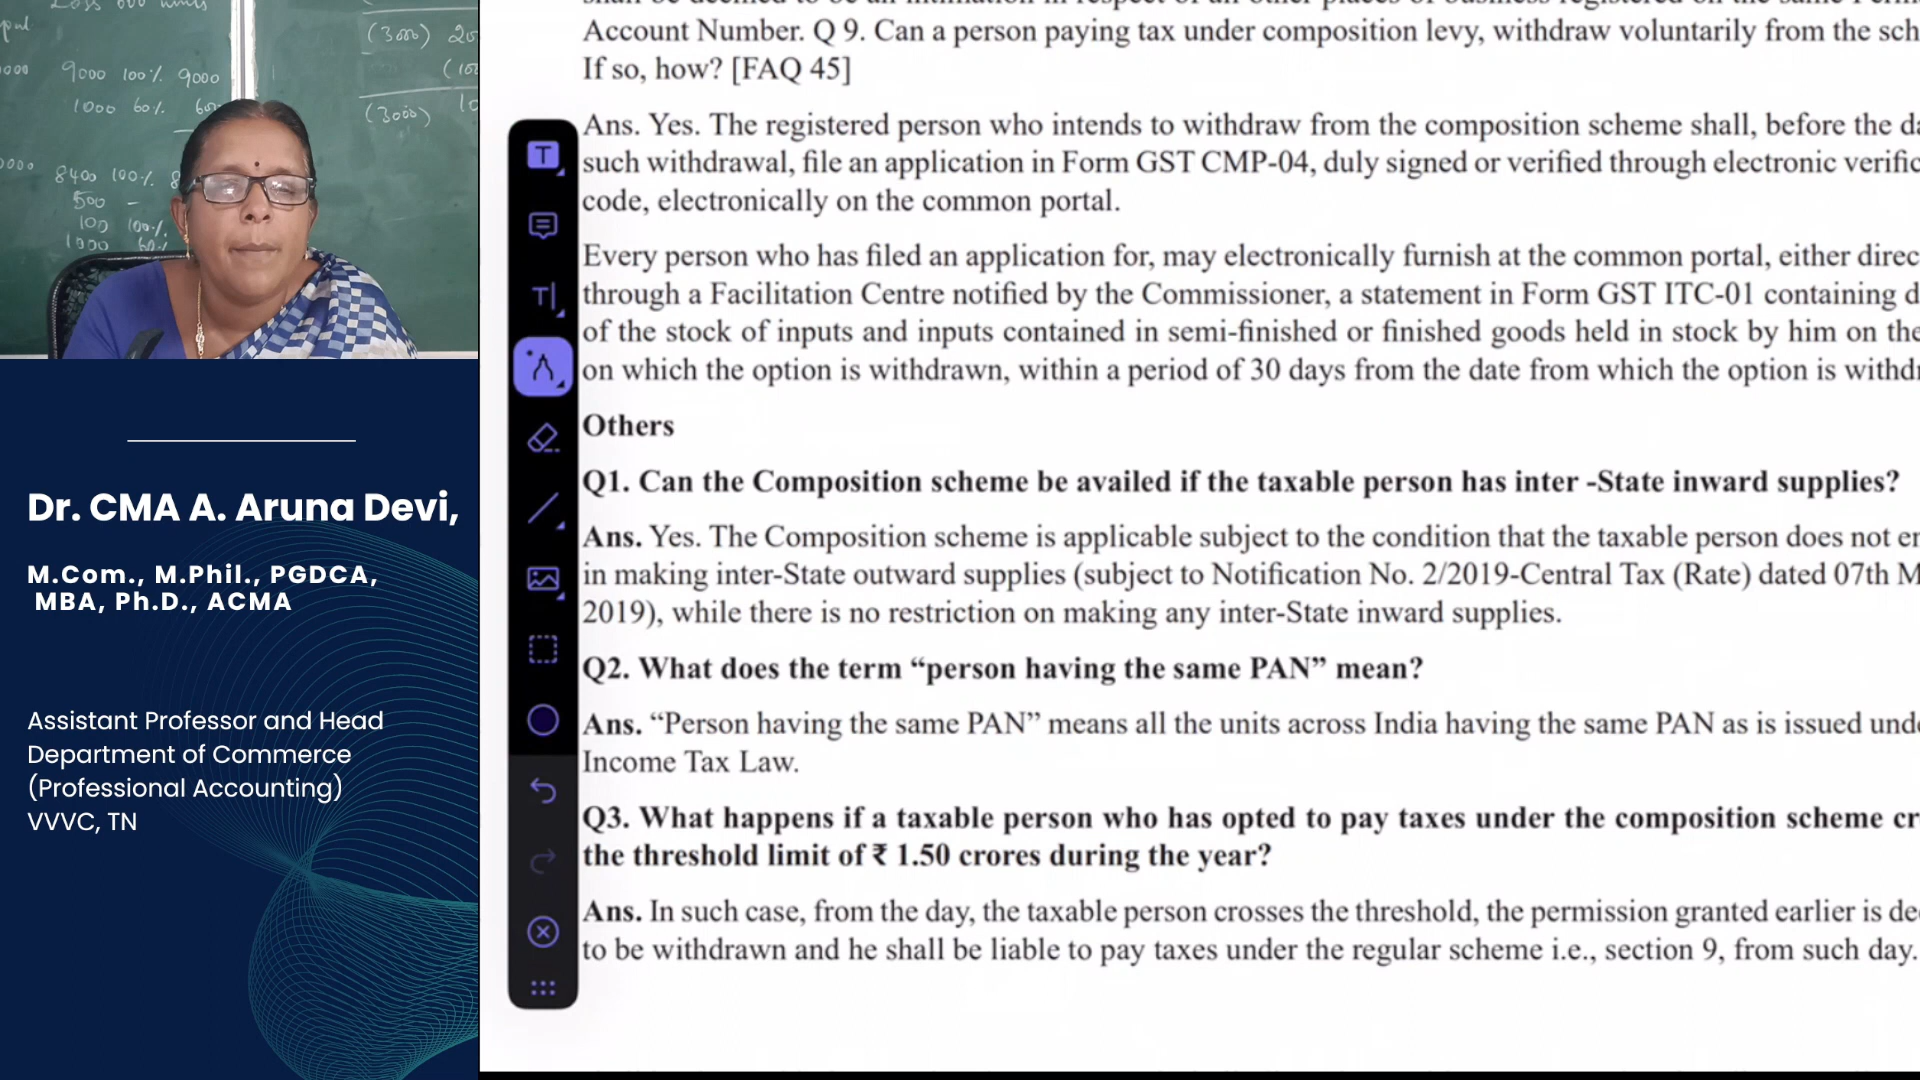 Loss 600 units
9000 100% 9000
1000 60%
8400 100%
500 -
100 100%
1000 60%
(3000)
(3000)
Dr. CMA A. Aruna Devi,
M.Com., M.Phil., PGDCA,
MBA, Ph.D., ACMA
Assistant Professor and Head
Department of Commerce
(Professional Accounting)
VVVC, TN
Account Number. Q 9. Can a person paying tax under composition levy, withdraw voluntarily from the sch
If so, how? [FAQ 45]
Ans. Yes. The registered person who intends to withdraw from the composition scheme shall, before the da
such withdrawal, file an application in Form GST CMP-04, duly signed or verified through electronic verific
code, electronically on the common portal.
Every person who has filed an application for, may electronically furnish at the common portal, either direc
through a Facilitation Centre notified by the Commissioner, a statement in Form GST ITC-01 containing d
of the stock of inputs and inputs contained in semi-finished or finished goods held in stock by him on the
on which the option is withdrawn, within a period of 30 days from the date from which the option is withdr
Others
Q1. Can the Composition scheme be availed if the taxable person has inter -State inward supplies?
Ans. Yes. The Composition scheme is applicable subject to the condition that the taxable person does not en
in making inter-State outward supplies (subject to Notification No. 2/2019-Central Tax (Rate) dated 07th M
2019), while there is no restriction on making any inter-State inward supplies.
Q2. What does the term “person having the same PAN” mean?
Ans. “Person having the same PAN” means all the units across India having the same PAN as is issued unde
Income Tax Law.
Q3. What happens if a taxable person who has opted to pay taxes under the composition scheme cr
the threshold limit of ₹ 1.50 crores during the year?
Ans. In such case, from the day, the taxable person crosses the threshold, the permission granted earlier is de
to be withdrawn and he shall be liable to pay taxes under the regular scheme i.e., section 9, from such day.